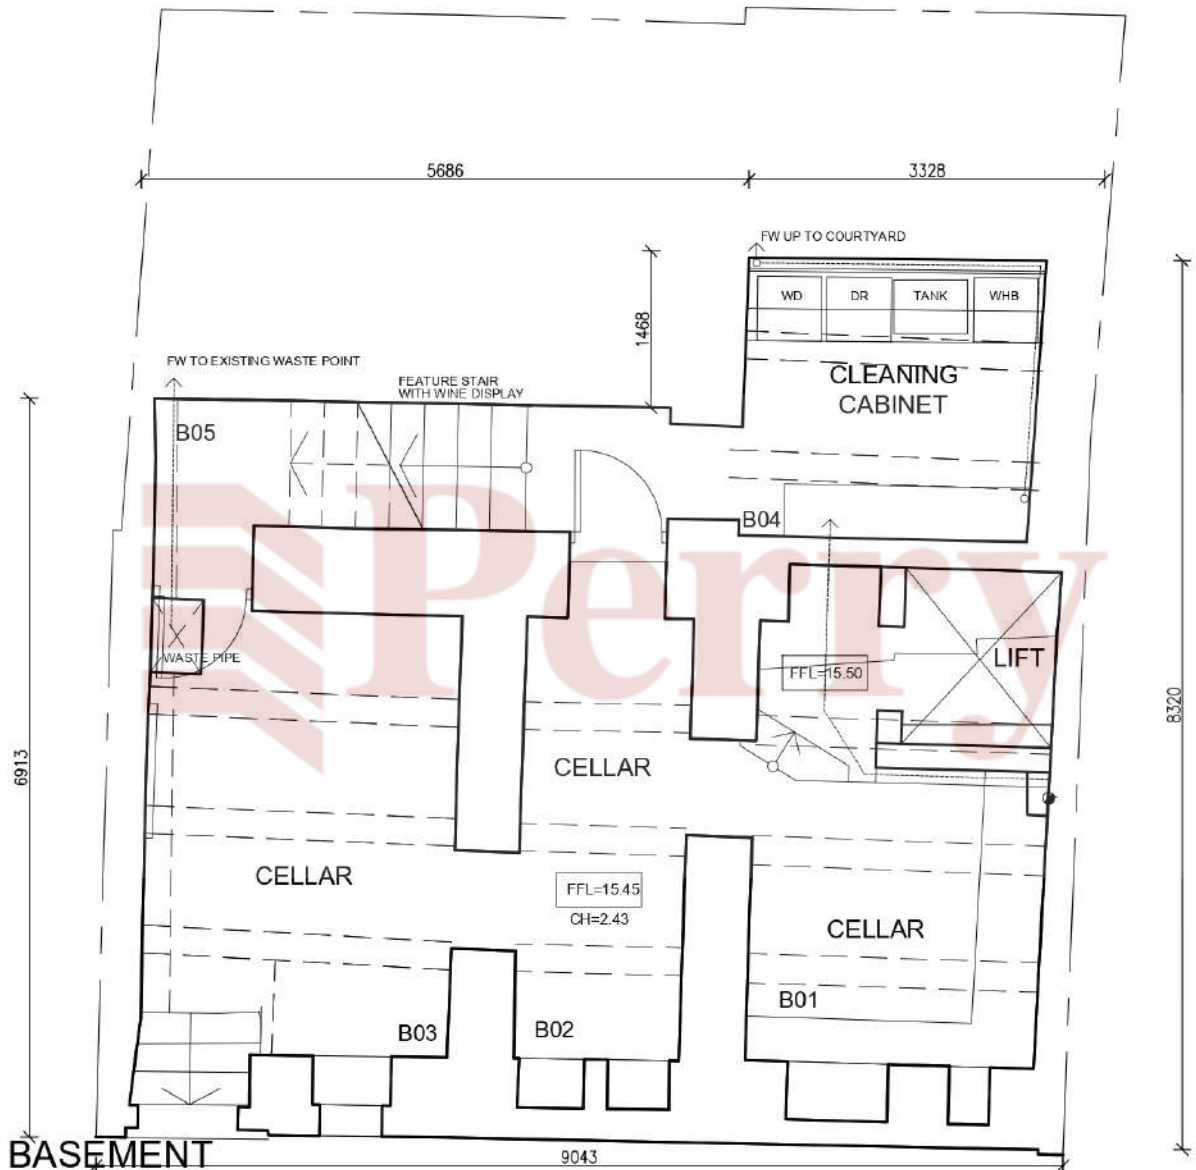 5686
3328
FW UP TO COURTYARD
WD
DR
TANK
WHB
1468
CLEANING
CABINET
FW TO EXISTING WASTE POINT
FEATURE STAIR
WITH WINE DISPLAY
B05
B04
Perry
WASTE PIPE
LIFT
FFL=15.50
8320
6913
CELLAR
CELLAR
FFL=15.45
CH=2.43
CELLAR
B01
B03
B02
BASEMENT
9043